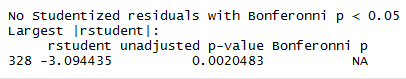 No Studentized residuals with Bonferonni p < 0.05
Largest |rstudent|:
rstudent unadjusted p-value Bonferonni p
328 -3.094435 0.0020483 NA